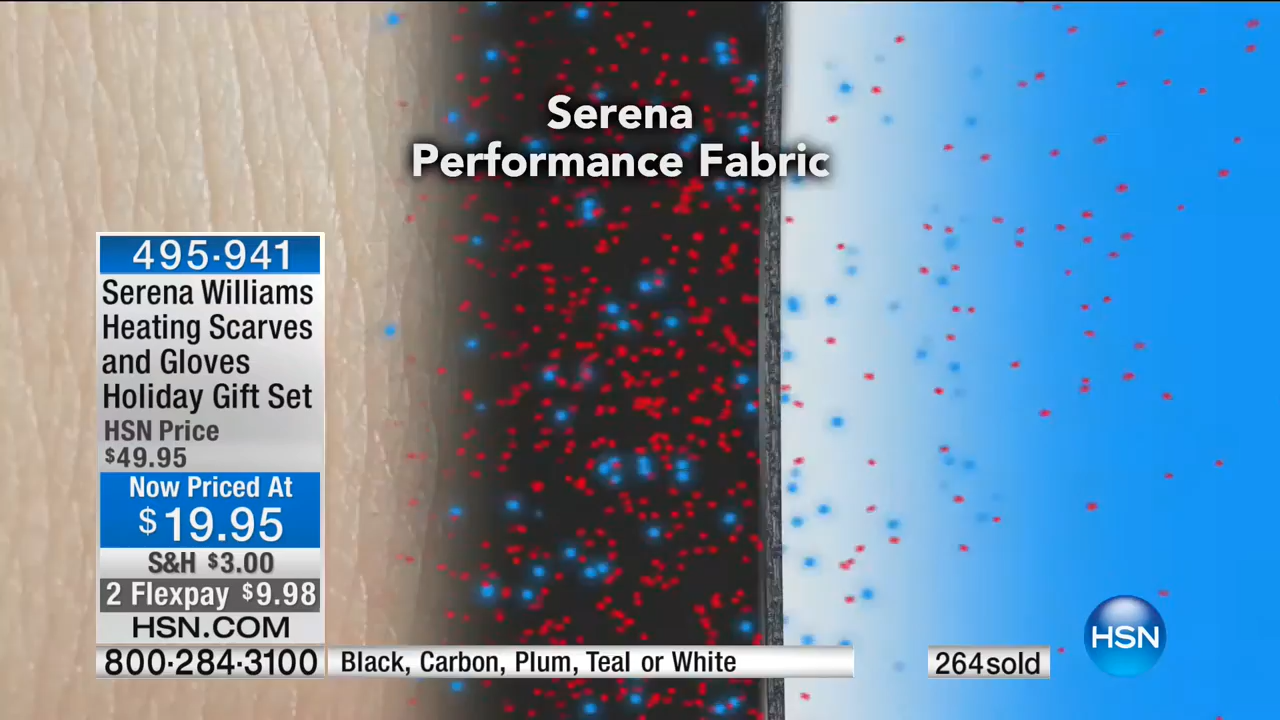 Serena
Performance Fabric
495·941
Serena Williams
Heating Scarves
and Gloves
Holiday Gift Set
HSN Price
$49.95
Now Priced At
$19.95
S&H $3.00
2 Flexpay $9.98
HSN.COM
800·284·3100
Black, Carbon, Plum, Teal or White
264sold
HSN